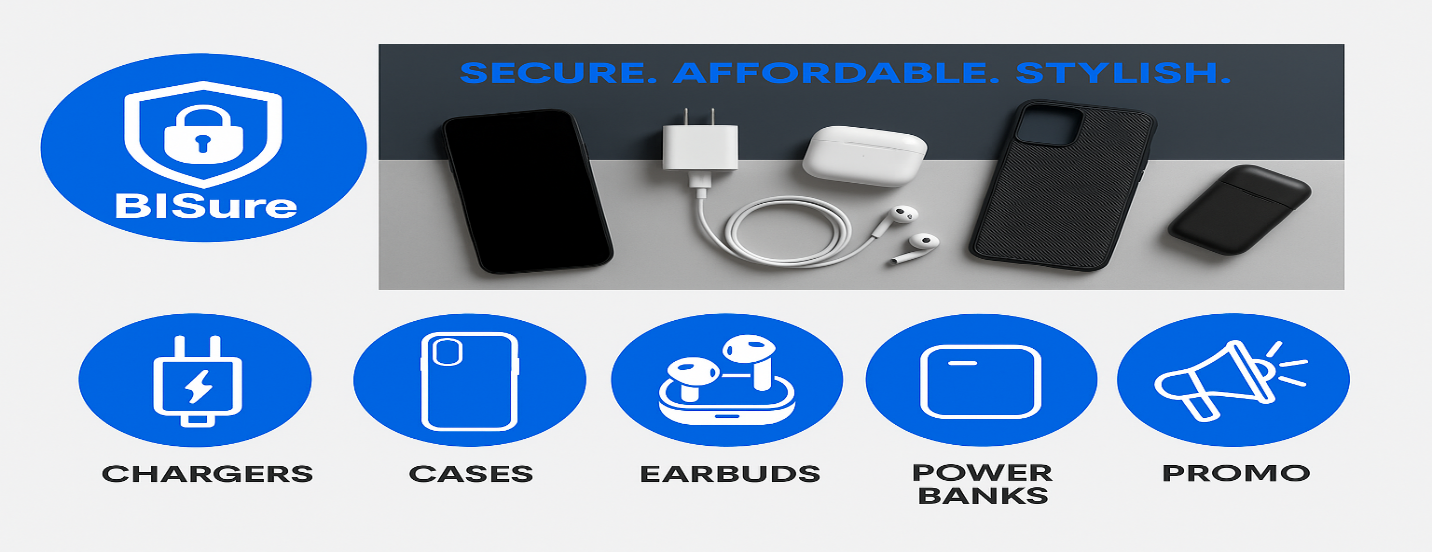 BISure
SECURE. AFFORDABLE. STYLISH.
CHARGERS
CASES
EARBUDS
POWER
BANKS
PROMO